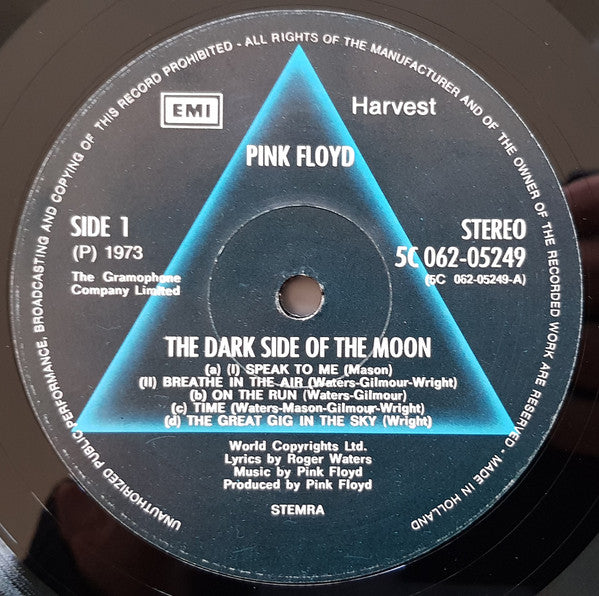 UNAUTHORIZED PUBLIC PERFORMANCE, BROADCASTING AND COPYING OF THIS RECORD PROHIBITED - ALL RIGHTS OF THE MANUFACTURER AND OF THE OWNER OF THE RECORDED WORK ARE RESERVED - MADE IN HOLLAND
EMI
Harvest
PINK FLOYD
SIDE 1
(P) 1973
The Gramophone
Company Limited
STEREO
5C 062-05249
(5C 062-05249-A)
THE DARK SIDE OF THE MOON
(a) (I) SPEAK TO ME (Mason)
(II) BREATHE IN THE AIR (Waters-Gilmour-Wright)
(b) ON THE RUN (Waters-Gilmour)
(c) TIME (Waters-Mason-Gilmour-Wright)
(d) THE GREAT GIG IN THE SKY (Wright)
World Copyrights Ltd.
Lyrics by Roger Waters
Music by Pink Floyd
Produced by Pink Floyd
STEMRA